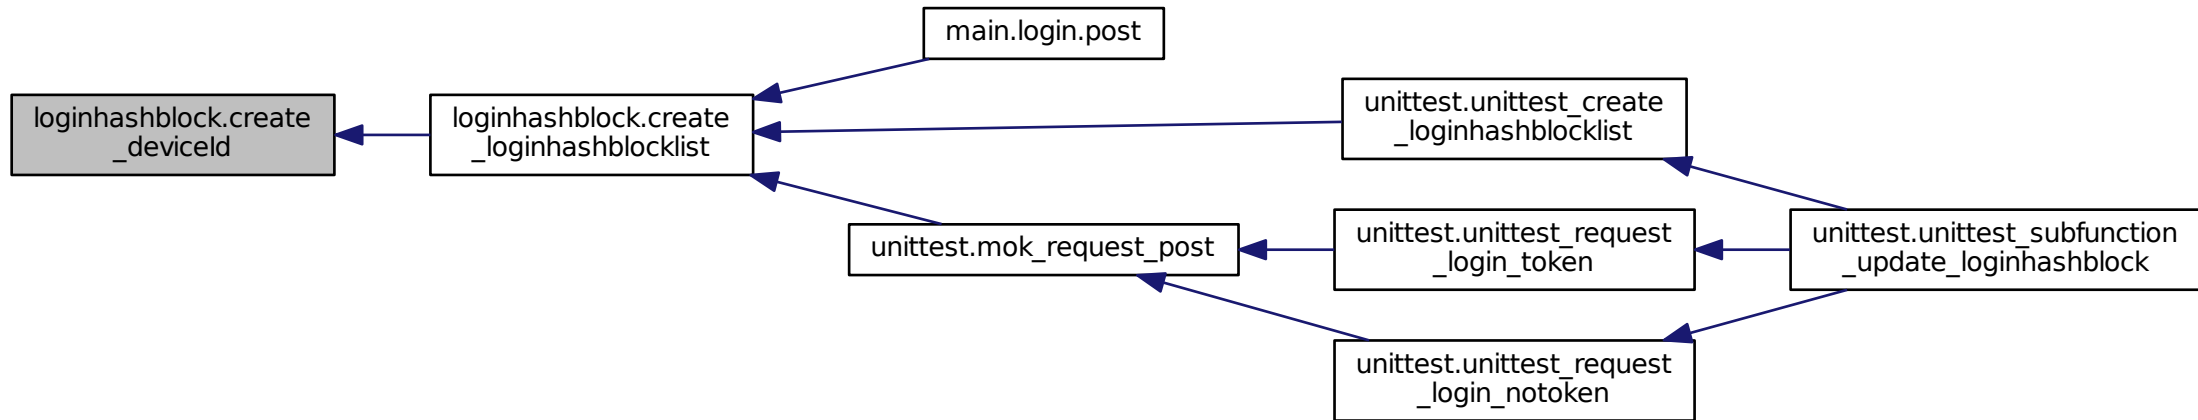 main.login.post
loginhashblock.create
_deviceId
loginhashblock.create
_loginhashblocklist
unittest.unittest_create
_loginhashblocklist
unittest.mok_request_post
unittest.unittest_request
_login_token
unittest.unittest_subfunction
_update_loginhashblock
unittest.unittest_request
_login_notoken